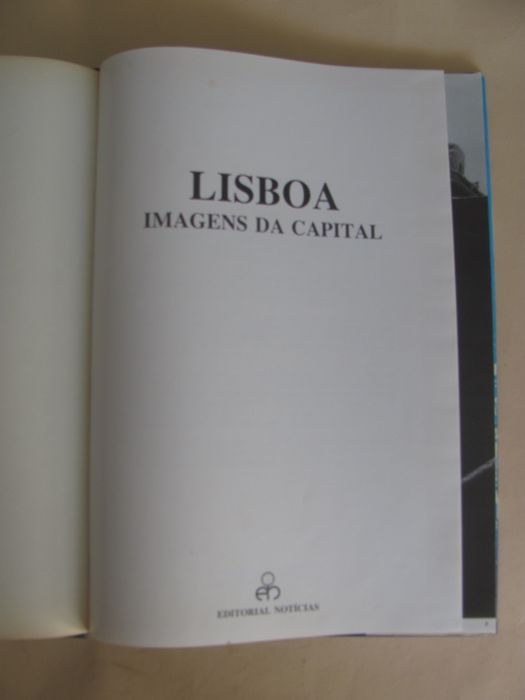 LISBOA
IMAGENS DA CAPITAL
EDITORIAL NOTÍCIAS